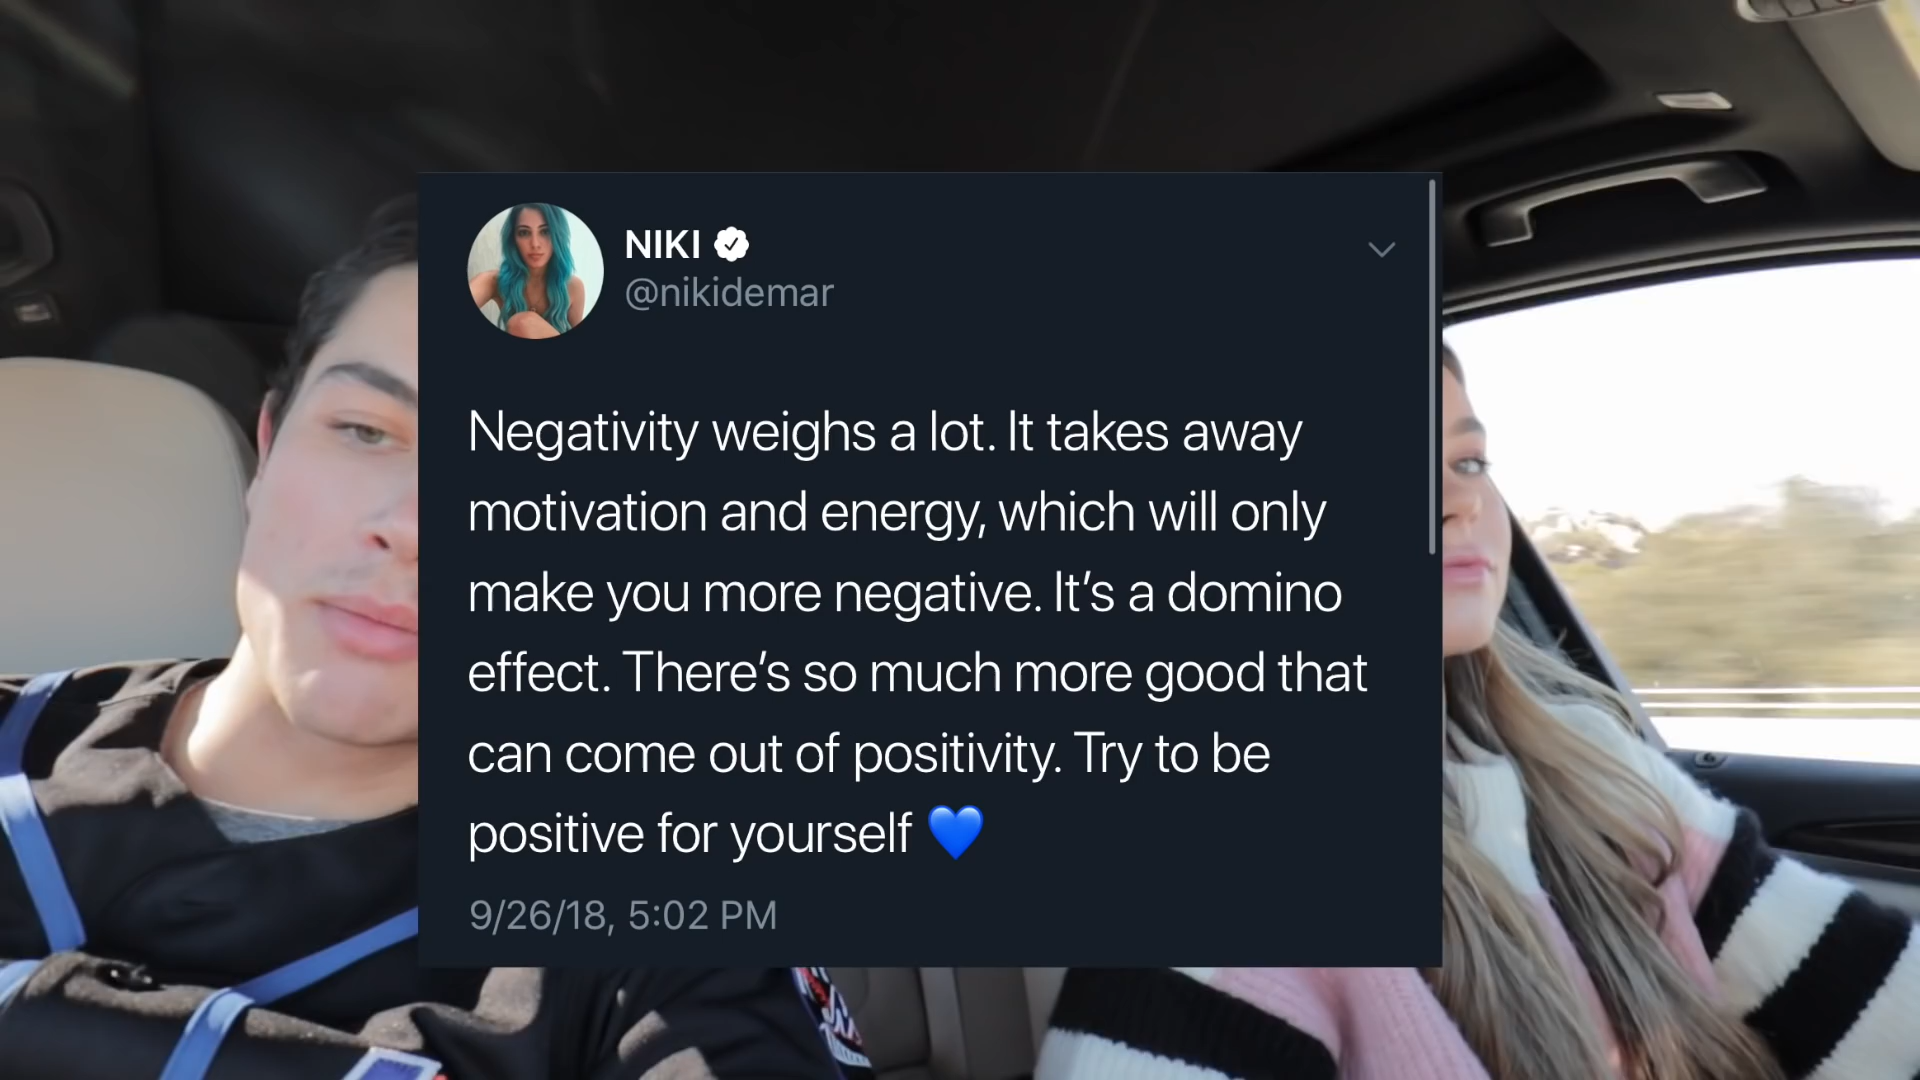 NIKI
@nikidemar
Negativity weighs a lot. It takes away
motivation and energy, which will only
make you more negative. It’s a domino
effect. There’s so much more good that
can come out of positivity. Try to be
positive for yourself 💙
9/26/18, 5:02 PM